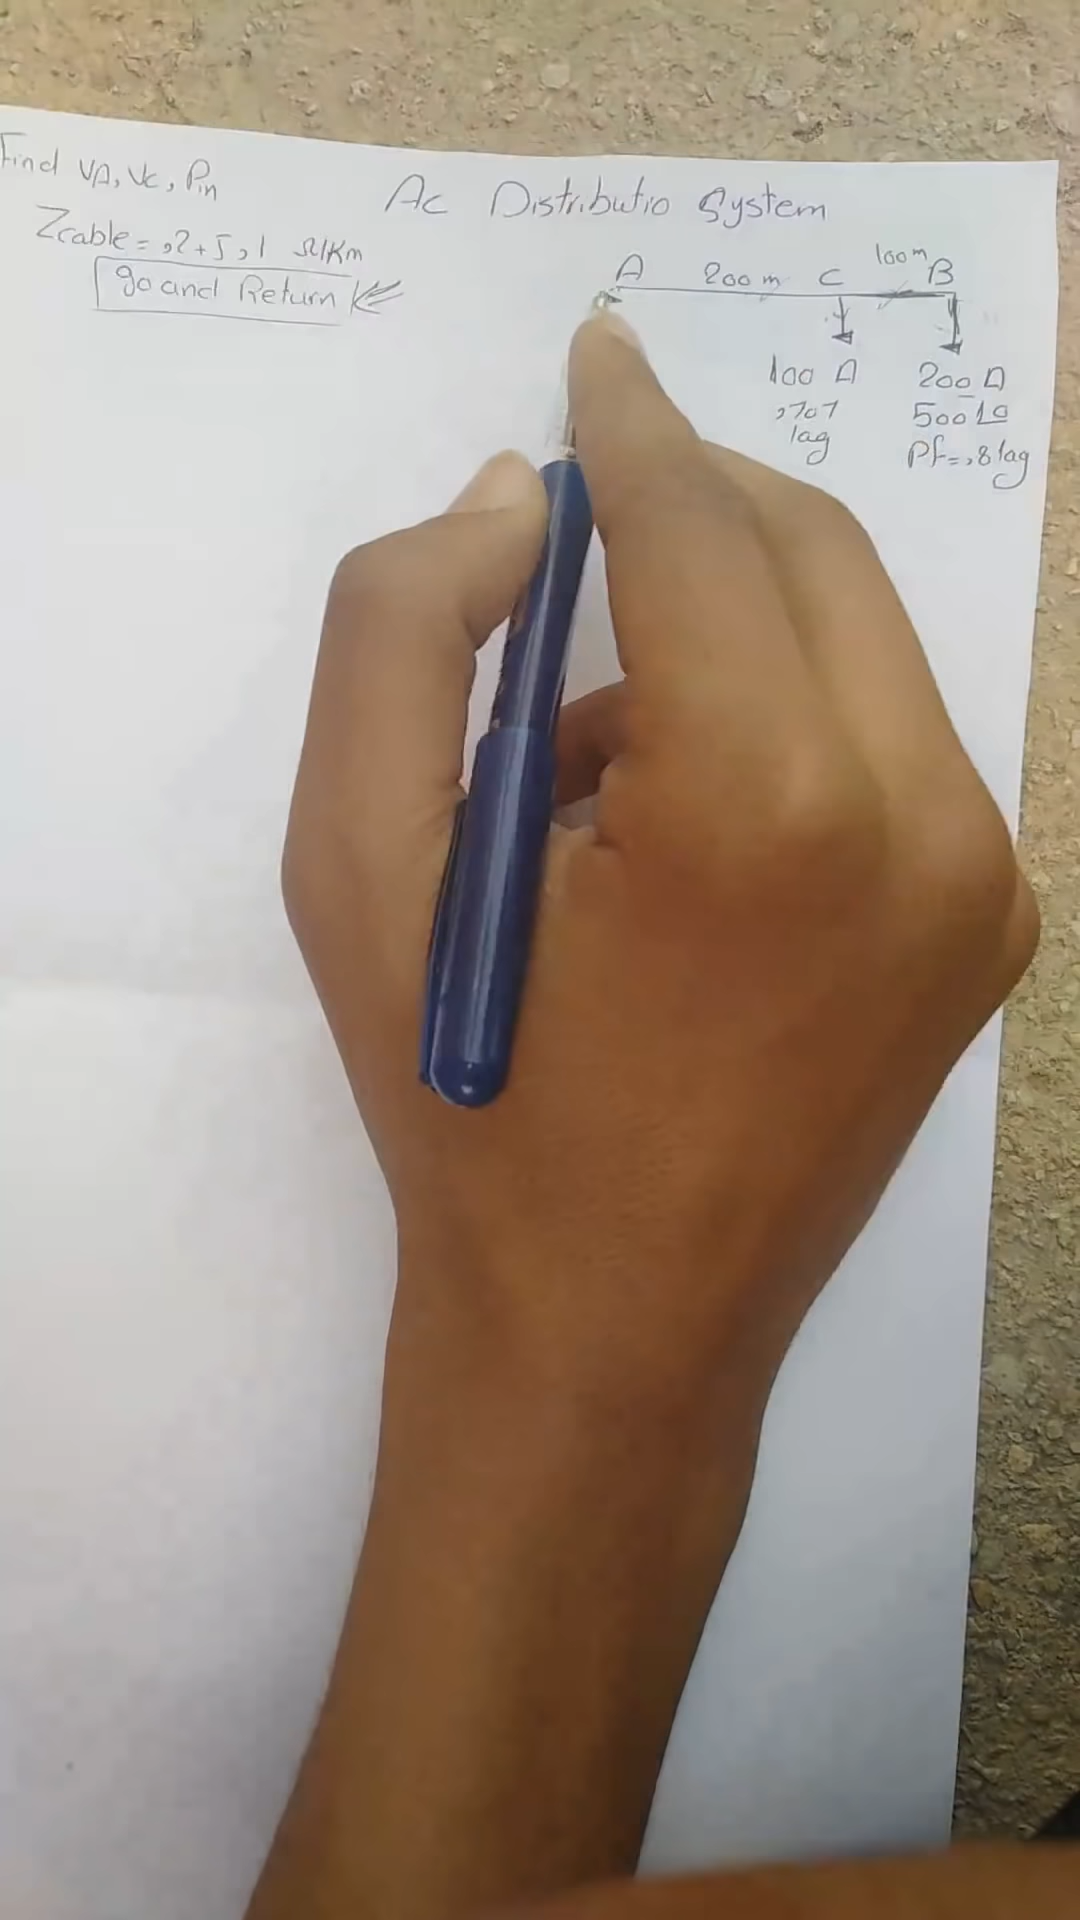 Find VA, Vc, Pin
Zcable = ,2 + J ,1 Ω/Km
go and Return
Ac Distributio System
A 200 m C 100 m B
100 A
,707
lag
200 A
500∠0
Pf = ,8 lag